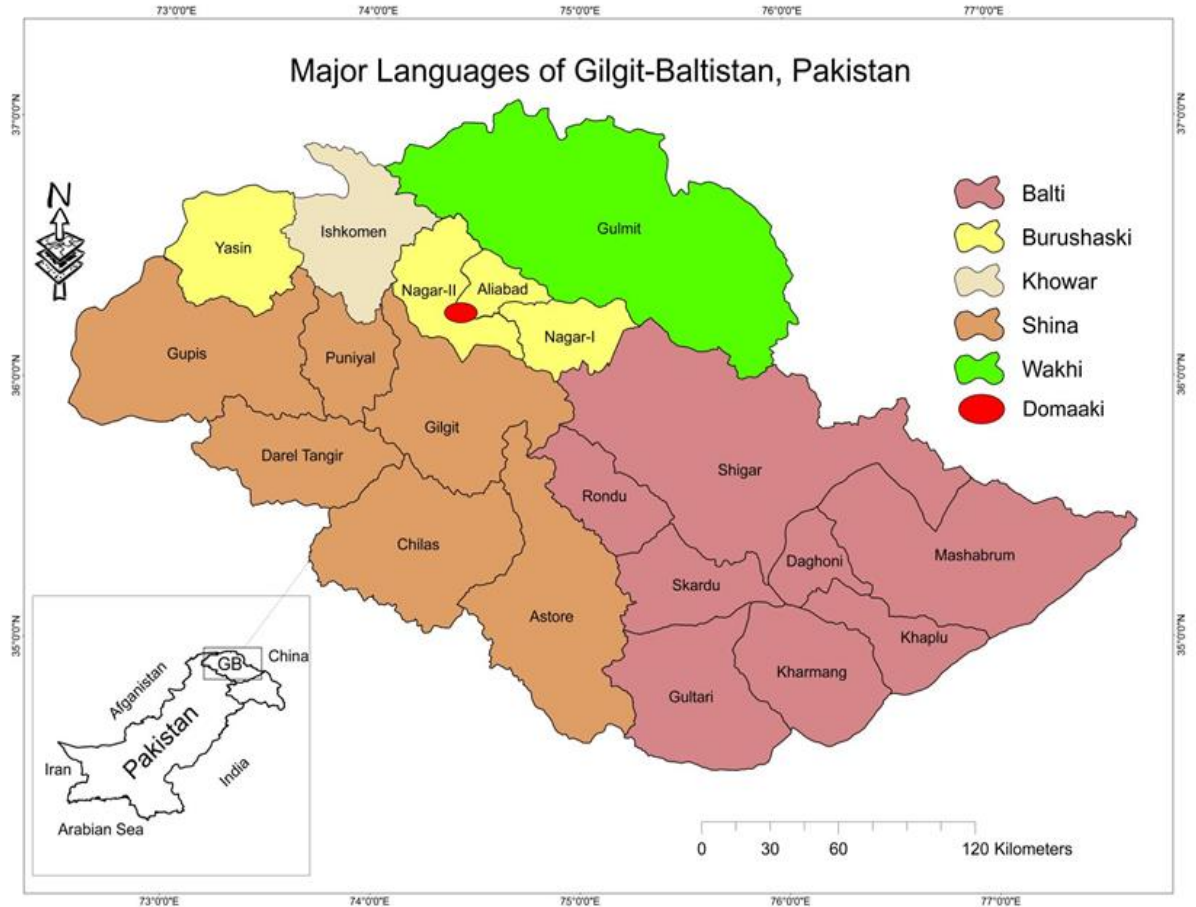 73°0'0"E 74°0'0"E 75°0'0"E 76°0'0"E 77°0'0"E
Major Languages of Gilgit-Baltistan, Pakistan
37°0'0"N
37°0'0"N
N
Balti
Burushaski
Khowar
Shina
Wakhi
Domaaki
Gulmit
Ishkomen
Yasin
Nagar-II
Aliabad
Nagar-I
Gupis
Puniyal
36°0'0"N
36°0'0"N
Gilgit
Darel Tangir
Shigar
Rondu
Chilas
Daghoni
Mashabrum
Skardu
Astore
Khaplu
35°0'0"N
35°0'0"N
Kharmang
Gultari
GB
China
Afganistan
Pakistan
Iran
India
Arabian Sea
0 30 60 120 Kilometers
73°0'0"E 74°0'0"E 75°0'0"E 76°0'0"E 77°0'0"E